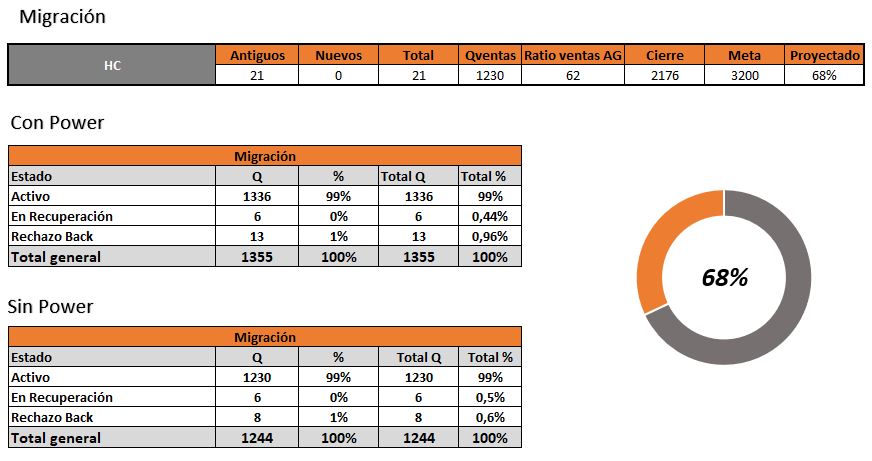 Migración
HC Antiguos Nuevos Total Qventas Ratio ventas AG Cierre Meta Proyectado
21 0 21 1230 62 2176 3200 68%
Con Power
Migración
Estado Q % Total Q Total %
Activo 1336 99% 1336 99%
En Recuperación 6 0% 6 0,44%
Rechazo Back 13 1% 13 0,96%
Total general 1355 100% 1355 100%
68%
Sin Power
Migración
Estado Q % Total Q Total %
Activo 1230 99% 1230 99%
En Recuperación 6 0% 6 0,5%
Rechazo Back 8 1% 8 0,6%
Total general 1244 100% 1244 100%